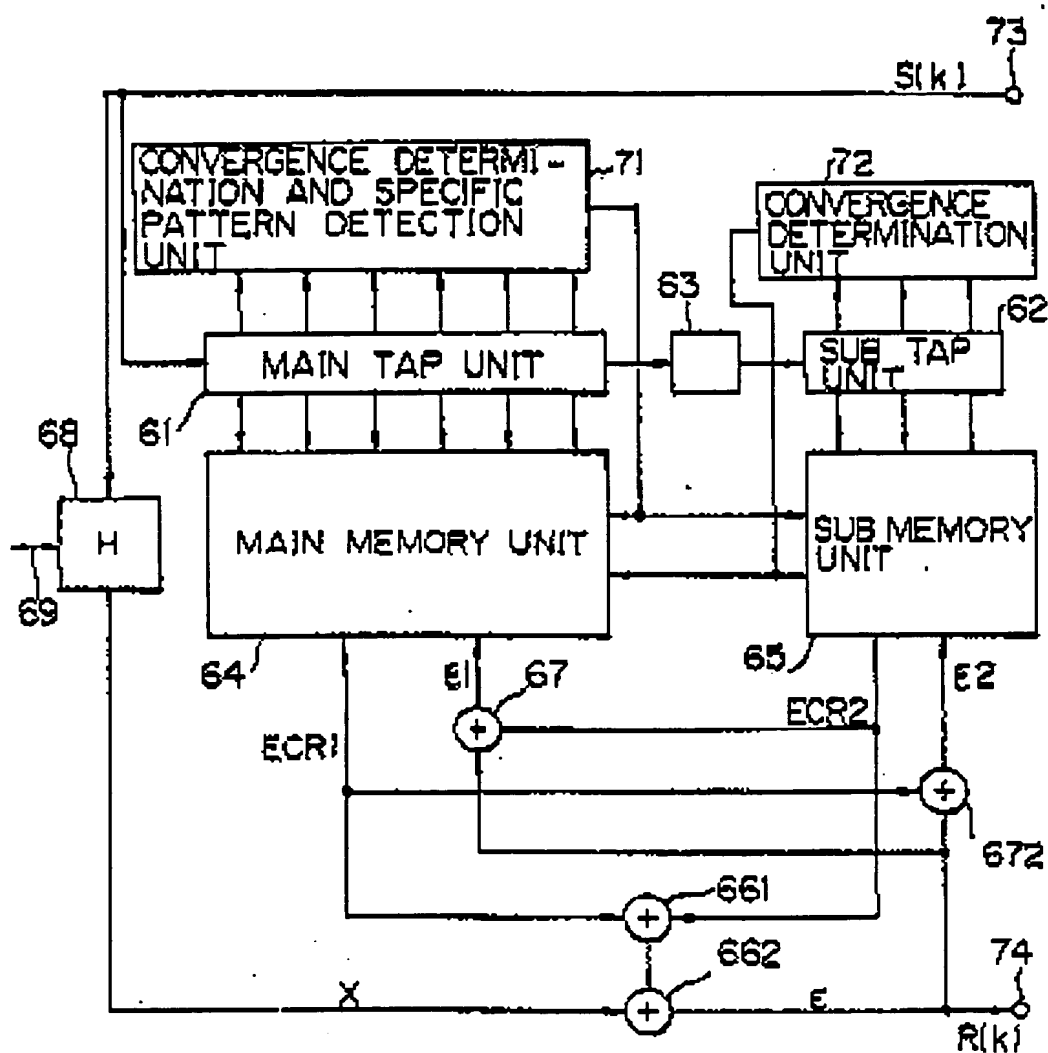 73
S(k)
CONVERGENCE DETERMI-
NATION AND SPECIFIC
PATTERN DETECTION
UNIT
71
72
CONVERGENCE
DETERMINATION
UNIT
63
62
MAIN TAP UNIT
SUB TAP
UNIT
61
68
H
69
MAIN MEMORY UNIT
SUB MEMORY
UNIT
64
E1
67
65
E2
ECR1
ECR2
672
661
662
74
X
E
R(k)